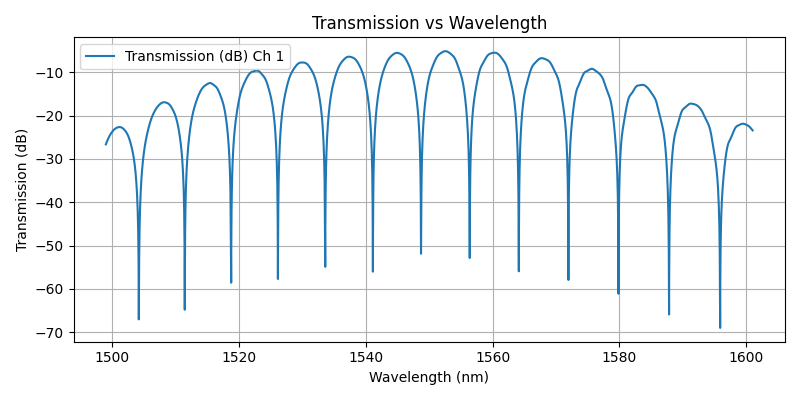 Transmission vs Wavelength
Transmission (dB) Ch 1
−10
−20
−30
−40
−50
−60
−70
Transmission (dB)
1500 1520 1540 1560 1580 1600
Wavelength (nm)